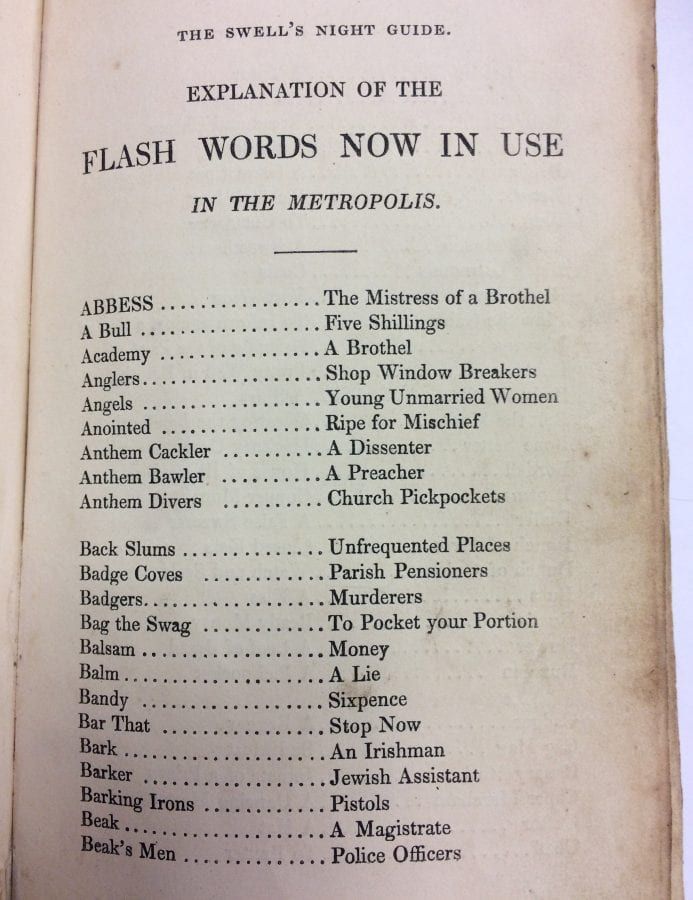 THE SWELL'S NIGHT GUIDE.
EXPLANATION OF THE
FLASH WORDS NOW IN USE
IN THE METROPOLIS.
ABBESS ................ The Mistress of a Brothel
A Bull .................. Five Shillings
Academy ................ A Brothel
Anglers.................. Shop Window Breakers
Angels .................. Young Unmarried Women
Anointed ................ Ripe for Mischief
Anthem Cackler .......... A Dissenter
Anthem Bawler .......... A Preacher
Anthem Divers .......... Church Pickpockets
Back Slums .............. Unfrequented Places
Badge Coves ............ Parish Pensioners
Badgers.................. Murderers
Bag the Swag ............ To Pocket your Portion
Balsam .................. Money
Balm .................... A Lie
Bandy .................. Sixpence
Bar That ................ Stop Now
Bark .................... An Irishman
Barker .................. Jewish Assistant
Barking Irons ............ Pistols
Beak .................... A Magistrate
Beak's Men .............. Police Officers